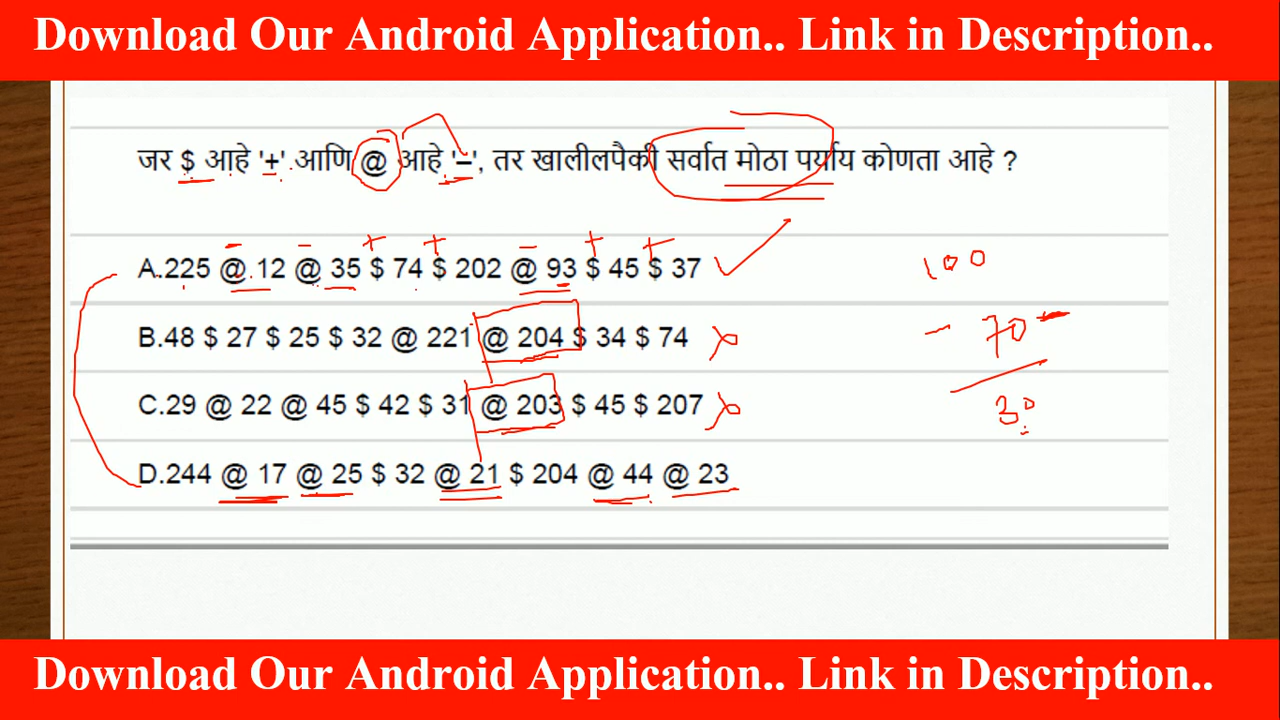 Download Our Android Application.. Link in Description..
जर $ आहे '+' आणि @ आहे '–', तर खालीलपैकी सर्वात मोठा पर्याय कोणता आहे ?
A.225 @ 12 @ 35 $ 74 $ 202 @ 93 $ 45 $ 37
B.48 $ 27 $ 25 $ 32 @ 221 @ 204 $ 34 $ 74
C.29 @ 22 @ 45 $ 42 $ 31 @ 203 $ 45 $ 207
D.244 @ 17 @ 25 $ 32 @ 21 $ 204 @ 44 @ 23
– – + + – + +
100
– 70
30
Download Our Android Application.. Link in Description..